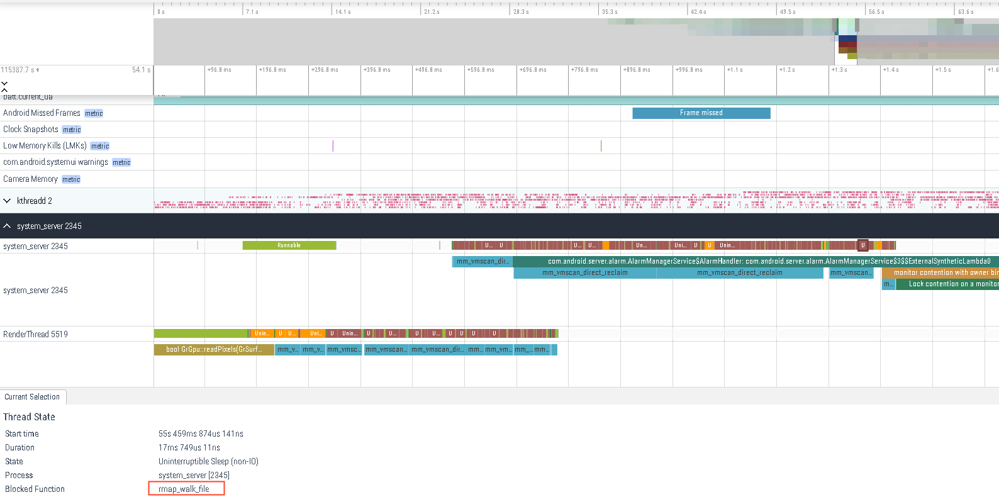 0 s 7.1 s 14.1 s 21.2 s 28.3 s 35.3 s 42.4 s 49.5 s 56.5 s 63.6 s
115387.7 s + 54.1 s +96.8 ms +196.8 ms +296.8 ms +396.8 ms +496.8 ms +596.8 ms +696.8 ms +796.8 ms +896.8 ms +996.8 ms +1.1 s +1.2 s +1.3 s +1.4 s +1.5 s +1.6
batt.current_ua
Android Missed Frames metric Frame missed
Clock Snapshots metric
Low Memory Kills (LMKs) metric
com.android.systemui warnings metric
Camera Memory metric
kthreadd 2
system_server 2345
system_server 2345 Runnable U... U U... U... Un... Uni... U U Unin... U
mm_vmscan_dir... com.android.server.alarm.AlarmManagerService$AlarmHandler: com.android.server.alarm.AlarmManagerService$3$$ExternalSyntheticLambda0
mm_vmscan_direct_reclaim mm_vmscan_direct_reclaim mm_vmscan... monitor contention with owner bin
system_server 2345 m... Lock contention on a monitor
RenderThread 5519 Unin... U U... Uni... U Unin... U U... U U... U U U U
bool GrGpu::readPixels(GrSurf... mm_v... mm_v... mm_vmsc... mm_vmscan... mm_vmscan_dir... mm... mm_vm... mm_... mm...
Current Selection
Thread State
Start time 55s 459ms 874us 141ns
Duration 17ms 749us 11ns
State Uninterruptible Sleep (non-IO)
Process system_server [2345]
Blocked Function rmap_walk_file